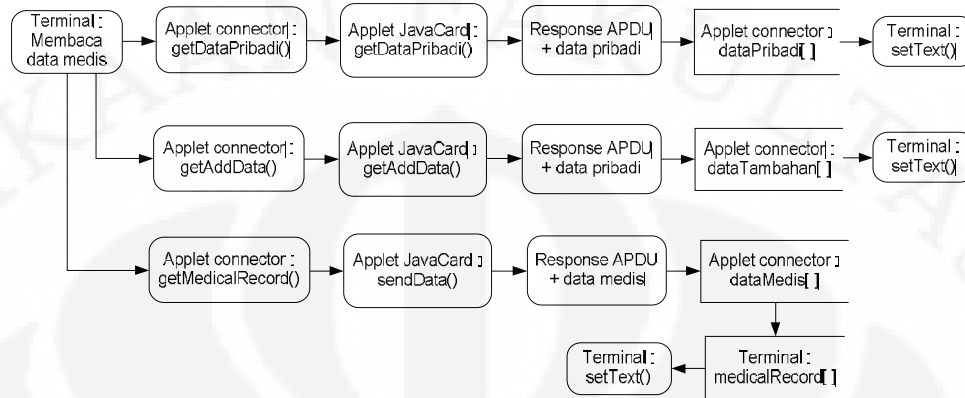 Terminal :
Membaca
data medis
Applet connector :
getDataPribadi()
Applet JavaCard :
getDataPribadi()
Response APDU
+ data pribadi
Applet connector :
dataPribadi[ ]
Terminal :
setText()
Applet connector :
getAddData()
Applet JavaCard :
getAddData()
Response APDU
+ data pribadi
Applet connector :
dataTambahan[ ]
Terminal :
setText()
Applet connector :
getMedicalRecord()
Applet JavaCard :
sendData()
Response APDU
+ data medis
Applet connector :
dataMedis[ ]
Terminal :
setText()
Terminal :
medicalRecord[ ]